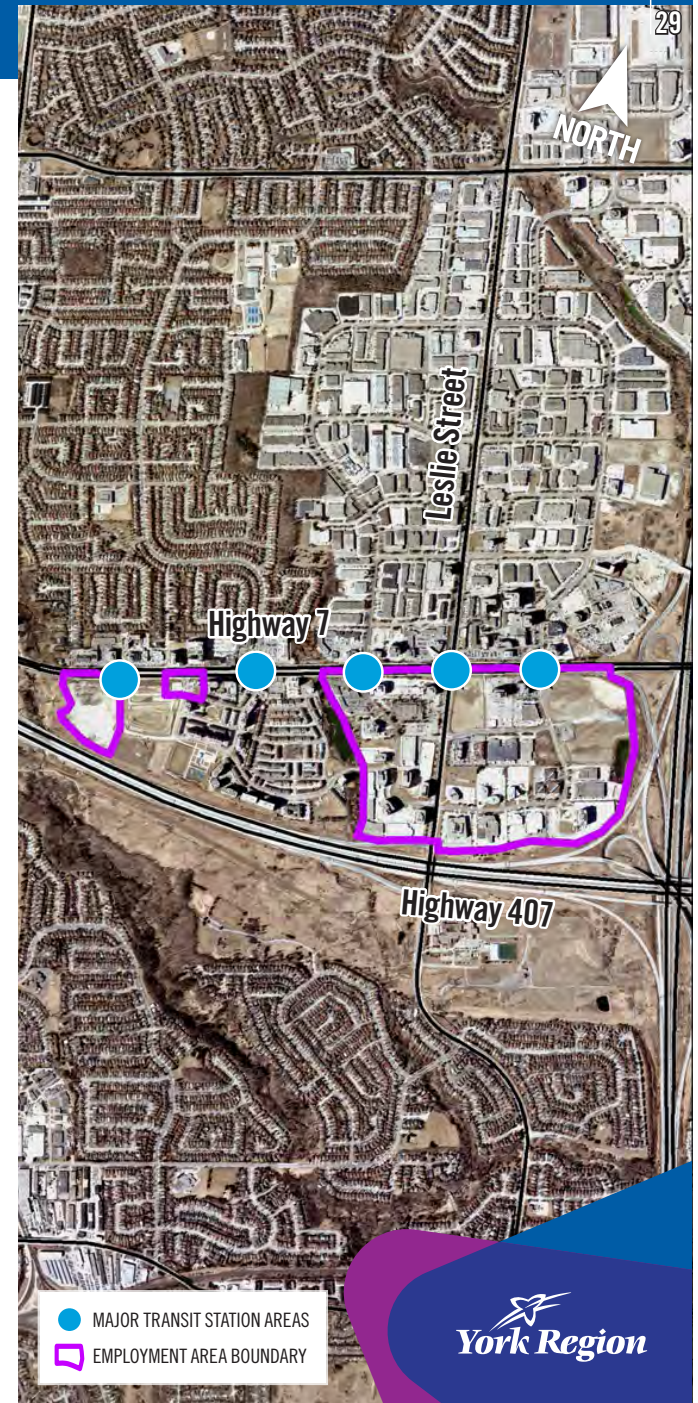 29
NORTH
Leslie Street
Highway 7
Highway 407
MAJOR TRANSIT STATION AREAS
EMPLOYMENT AREA BOUNDARY
York Region